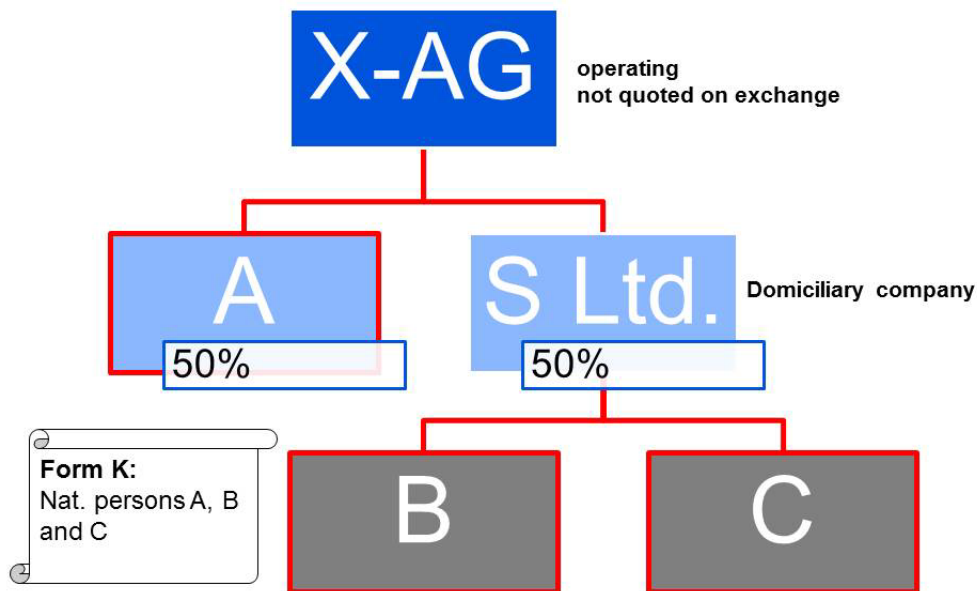 X-AG
operating
not quoted on exchange
A
50%
S Ltd.
50%
Domiciliary company
Form K:
Nat. persons A, B
and C
B
C